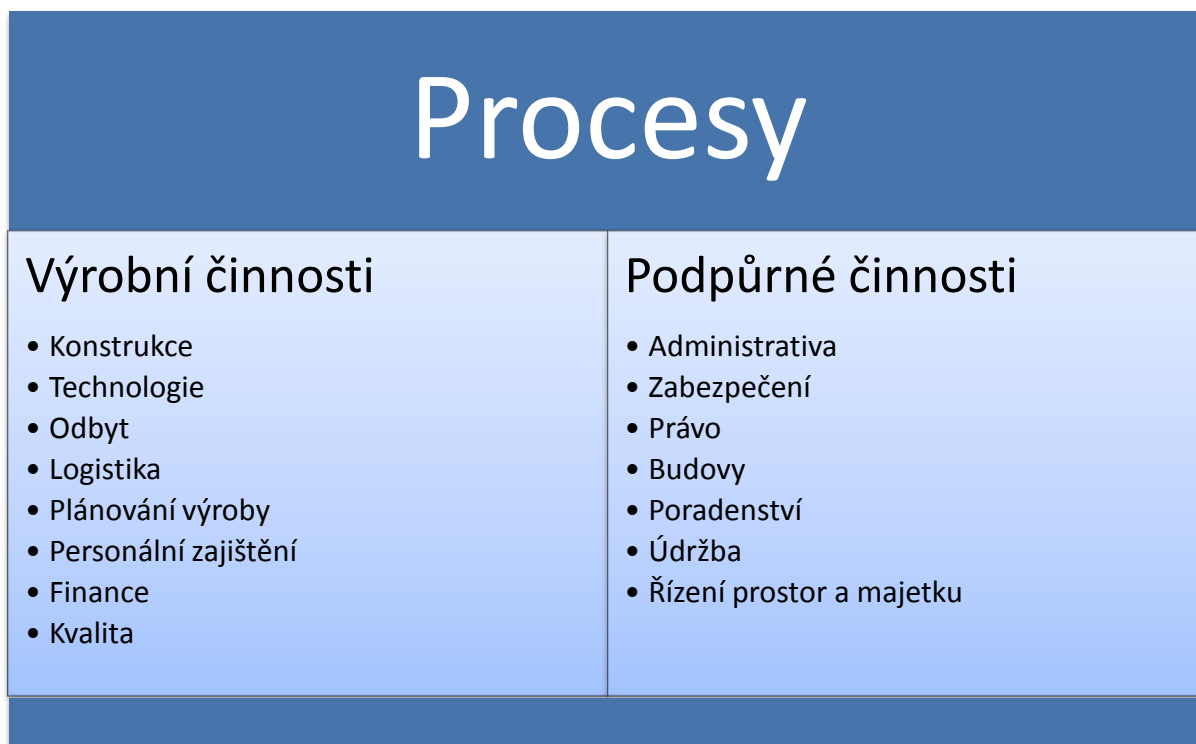 Procesy
Výrobní činnosti
• Konstrukce
• Technologie
• Odbyt
• Logistika
• Plánování výroby
• Personální zajištění
• Finance
• Kvalita
Podpůrné činnosti
• Administrativa
• Zabezpečení
• Právo
• Budovy
• Poradenství
• Údržba
• Řízení prostor a majetku